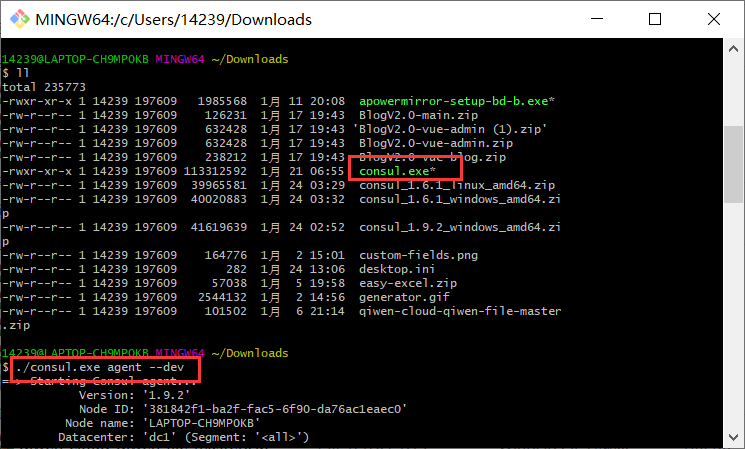 MINGW64:/c/Users/14239/Downloads
14239@LAPTOP-CH9MPOKB MINGW64 ~/Downloads
$ ll
total 235773
-rwxr-xr-x 1 14239 197609   1985568  1月 11 20:08 apowermirror-setup-bd-b.exe*
-rw-r--r-- 1 14239 197609    126231  1月 17 19:43 BlogV2.0-main.zip
-rw-r--r-- 1 14239 197609    632428  1月 17 19:43 'BlogV2.0-vue-admin (1).zip'
-rw-r--r-- 1 14239 197609    632428  1月 17 19:43 BlogV2.0-vue-admin.zip
-rw-r--r-- 1 14239 197609    238212  1月 17 19:43 BlogV2.0-vue-blog.zip
-rwxr-xr-x 1 14239 197609 113312592  1月 21 06:55 consul.exe*
-rw-r--r-- 1 14239 197609  39965581  1月 24 03:29 consul_1.6.1_linux_amd64.zip
-rw-r--r-- 1 14239 197609  40020883  1月 24 03:32 consul_1.6.1_windows_amd64.zi
p
-rw-r--r-- 1 14239 197609  41619639  1月 24 02:52 consul_1.9.2_windows_amd64.zi
p
-rw-r--r-- 1 14239 197609    164776  1月  2 15:01 custom-fields.png
-rw-r--r-- 1 14239 197609       282  1月 24 13:06 desktop.ini
-rw-r--r-- 1 14239 197609     57038  1月  5 19:58 easy-excel.zip
-rw-r--r-- 1 14239 197609   2544132  1月  2 14:56 generator.gif
-rw-r--r-- 1 14239 197609    101502  1月  6 21:14 qiwen-cloud-qiwen-file-master
.zip
14239@LAPTOP-CH9MPOKB MINGW64 ~/Downloads
$ ./consul.exe agent --dev
==> Starting Consul agent...
Version: '1.9.2'
Node ID: '381842f1-ba2f-fac5-6f90-da76ac1eaec0'
Node name: 'LAPTOP-CH9MPOKB'
Datacenter: 'dc1' (Segment: '<all>')